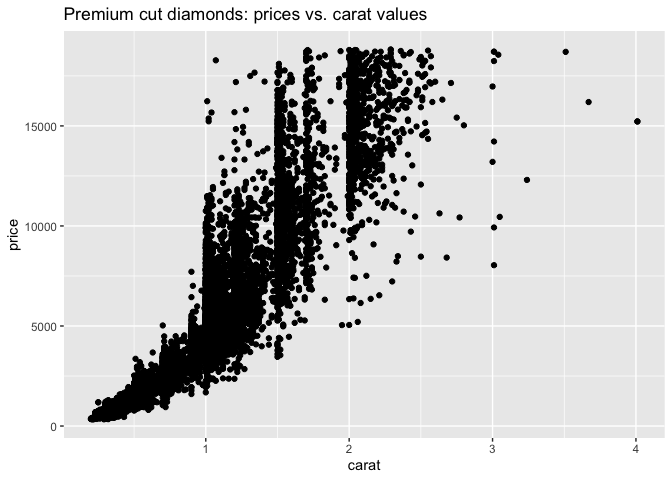 Premium cut diamonds: prices vs. carat values
price
15000
10000
5000
0
1 2 3 4
carat